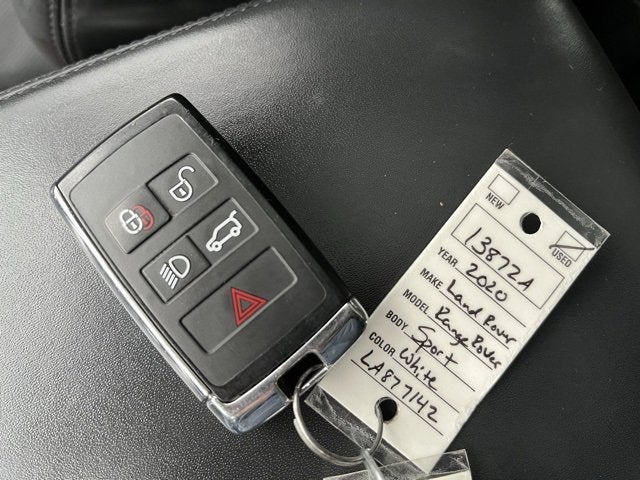 NEW
USED
13872A
YEAR 2020
MAKE Land Rover
MODEL Range Rover
BODY Sport
COLOR White
LA877142